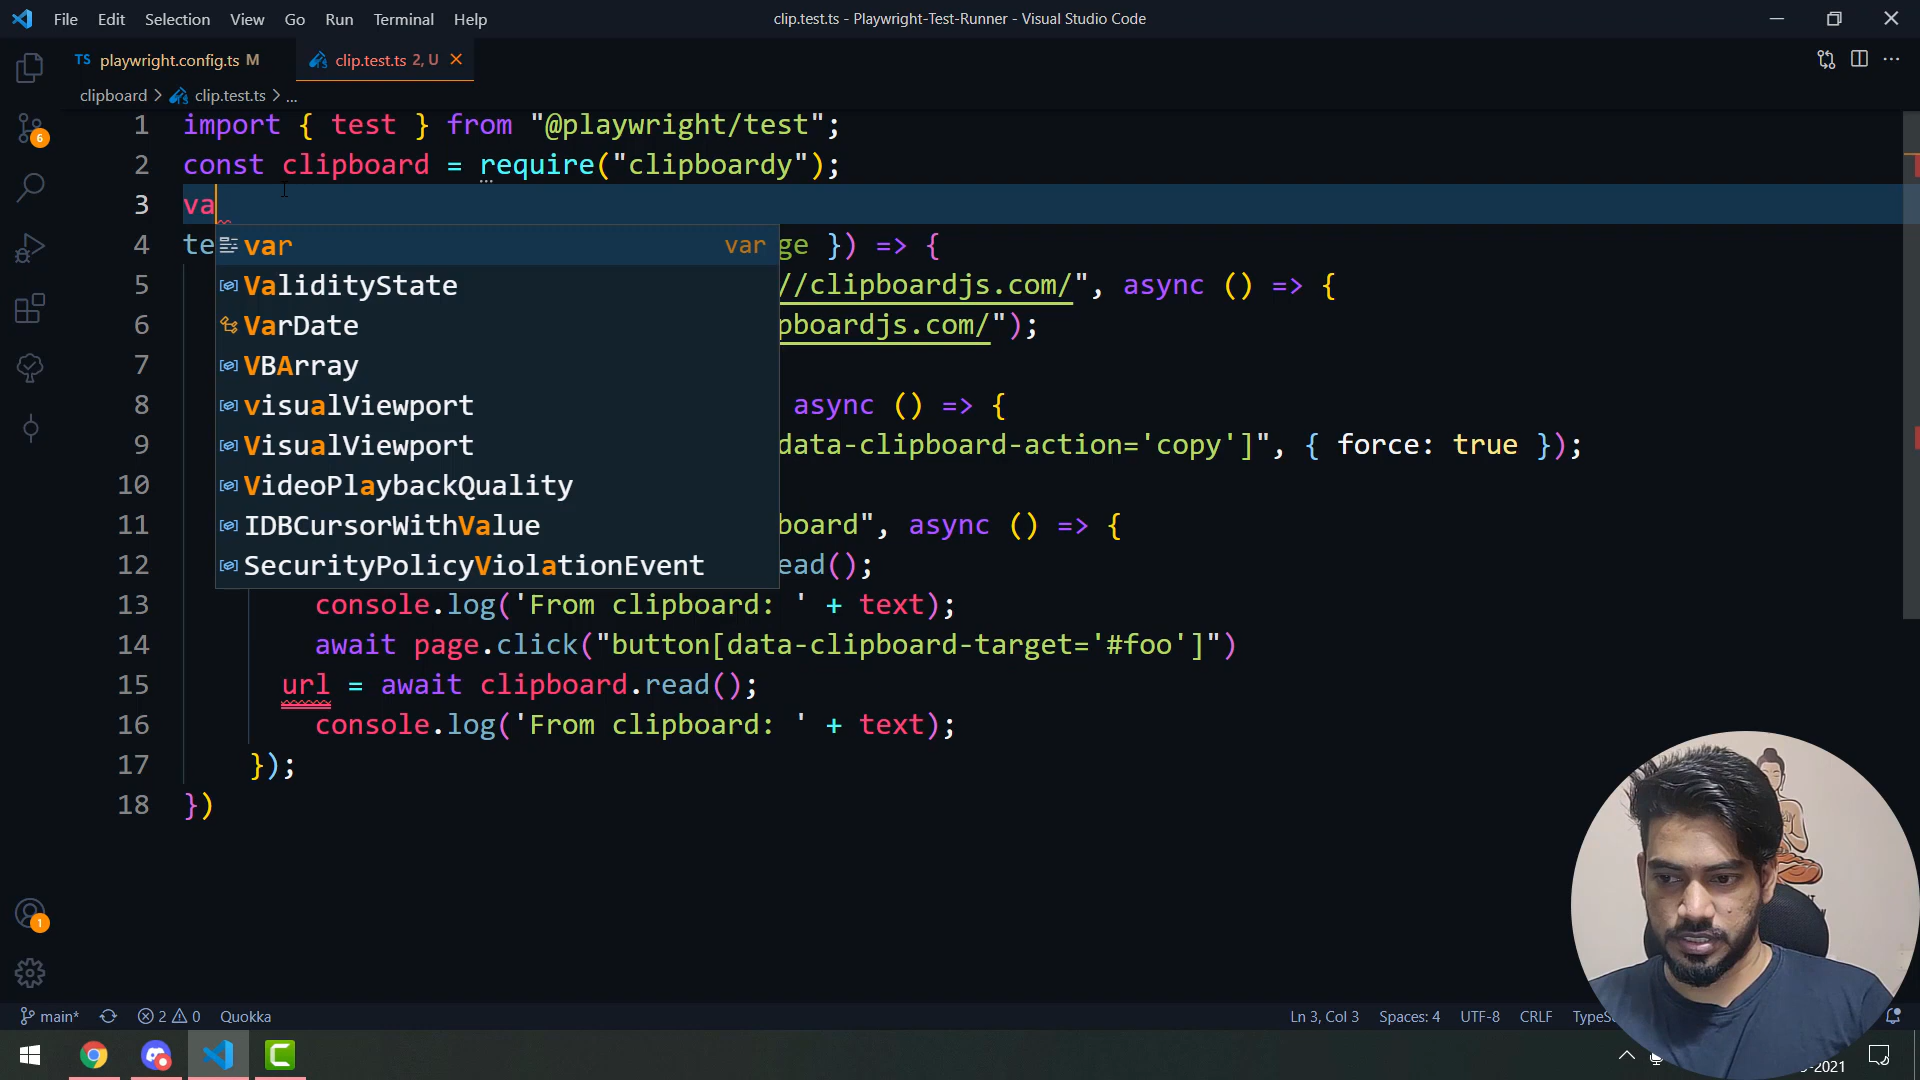 File Edit Selection View Go Run Terminal Help
clip.test.ts - Playwright-Test-Runner - Visual Studio Code
TS playwright.config.ts M
clip.test.ts 2, U
clipboard > clip.test.ts > ...
1 import { test } from "@playwright/test";
2 const clipboard = require("clipboardy");
3 va
4 te ge }) => {
5 //clipboardjs.com/", async () => {
6 pboardjs.com/");
7
8 async () => {
9 data-clipboard-action='copy']", { force: true });
10
11 board", async () => {
12 ead();
13 console.log('From clipboard: ' + text);
14 await page.click("button[data-clipboard-target='#foo']")
15 url = await clipboard.read();
16 console.log('From clipboard: ' + text);
17 });
18 })
var var
ValidityState
VarDate
VBArray
visualViewport
VisualViewport
VideoPlaybackQuality
IDBCursorWithValue
SecurityPolicyViolationEvent
6
1
main* 2 0 Quokka
Ln 3, Col 3 Spaces: 4 UTF-8 CRLF